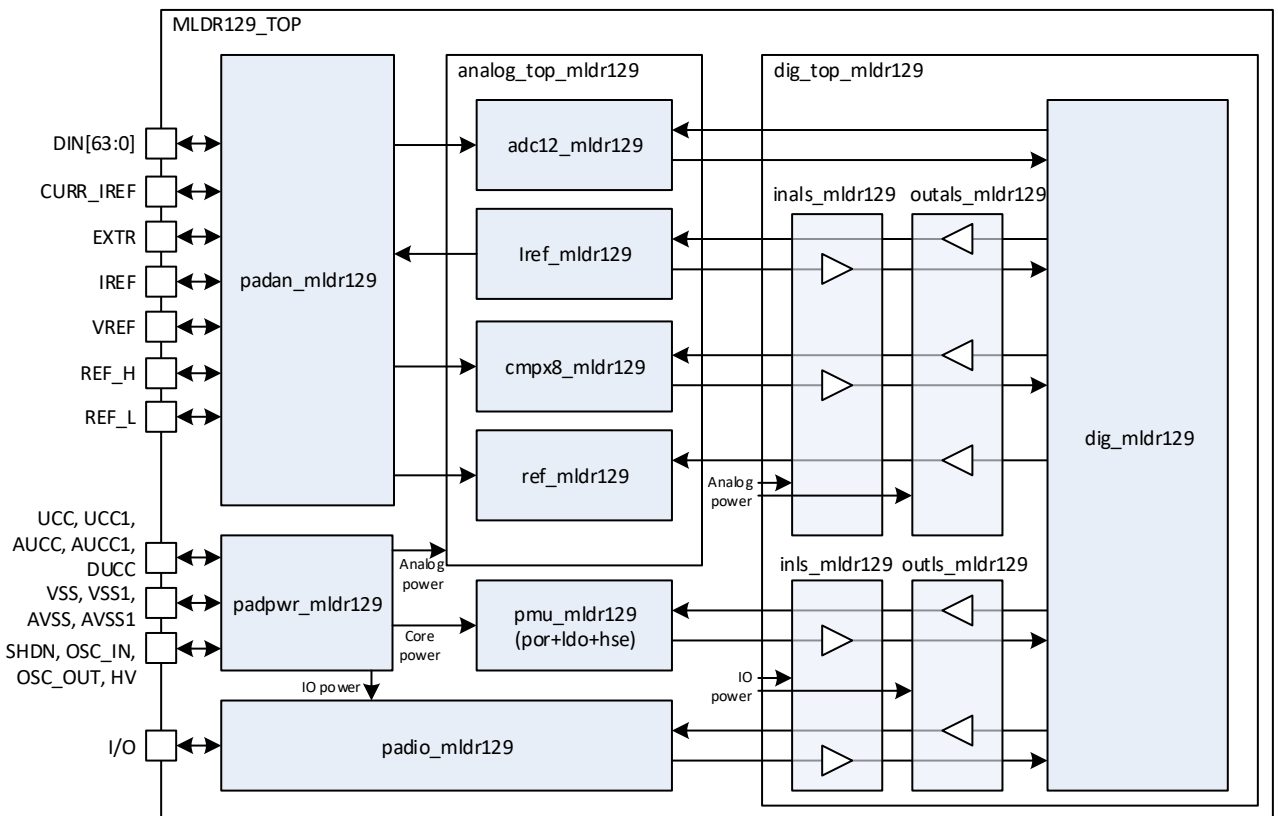 MLDR129_TOP
analog_top_mldr129
dig_top_mldr129
DIN[63:0]
CURR_IREF
EXTR
IREF
VREF
REF_H
REF_L
padan_mldr129
adc12_mldr129
Iref_mldr129
cmpx8_mldr129
ref_mldr129
inals_mldr129
outals_mldr129
dig_mldr129
Analog
power
UCC, UCC1,
AUCC, AUCC1,
DUCC
VSS, VSS1,
AVSS, AVSS1
SHDN, OSC_IN,
OSC_OUT, HV
padpwr_mldr129
Analog
power
Core
power
IO power
pmu_mldr129
(por+ldo+hse)
inls_mldr129
outls_mldr129
IO
power
I/O
padio_mldr129